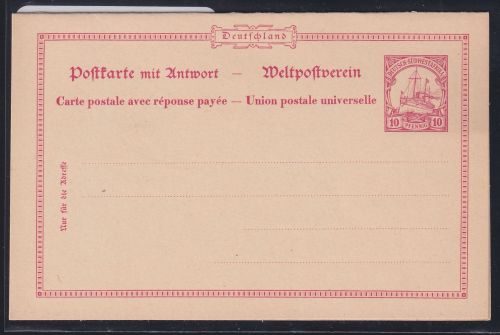 Deutschland
Postkarte mit Antwort — Weltpostverein
Carte postale avec réponse payée — Union postale universelle
DEUTSCH-SÜDWESTAFRIKA
10 PFENNIG 10
Nur für die Adresse